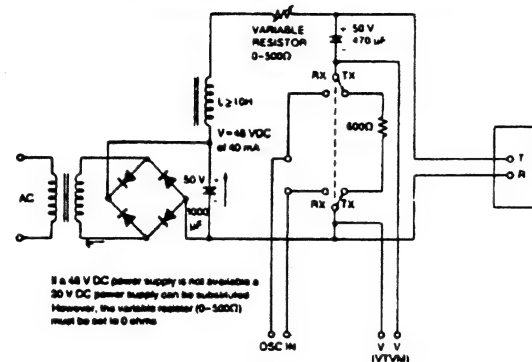 50 V
470 µF
VARIABLE
RESISTOR
0-500Ω
RX TX
L≥10H
V=48 VDC
at 40 mA
600Ω
AC
50 V
1000
µF
RX TX
T
R
If a 48 V DC power supply is not available a
30 V DC power supply can be substituted
However, the variable resistor (0-500Ω)
must be set to 0 ohms
OSC IN
V V
(VTVM)